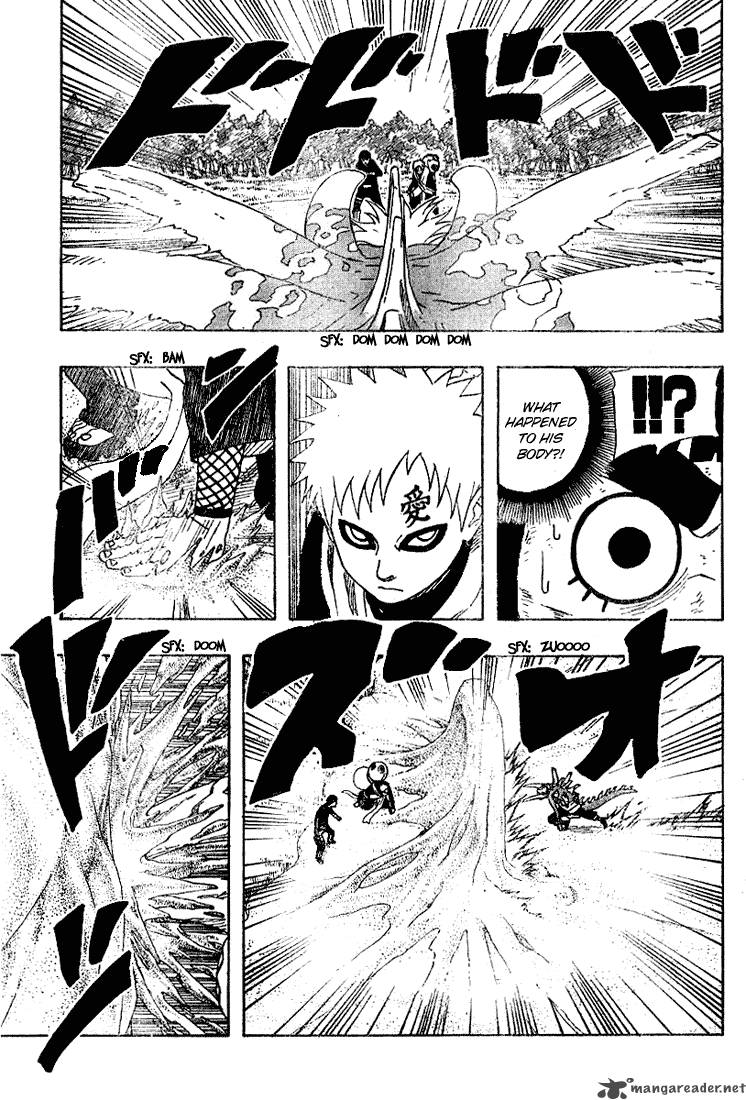 ドドドド
SFX: DOM DOM DOM DOM
!!?
WHAT
HAPPENED
TO HIS
BODY?!
愛
SFX: BAM
バン
SFX: ZUOOOO
ズオ
SFX: DOOM
ドン
mangareader.net